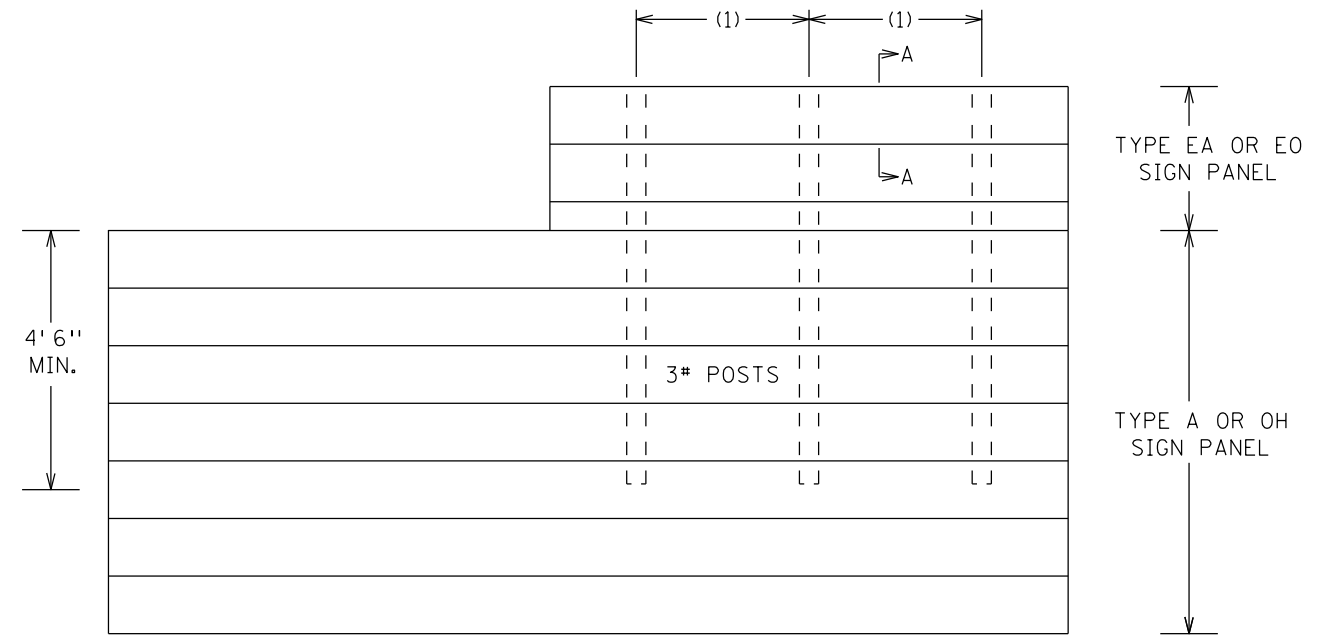 (1) (1)
A
TYPE EA OR EO
SIGN PANEL
A
4'6''
MIN.
3# POSTS
TYPE A OR OH
SIGN PANEL